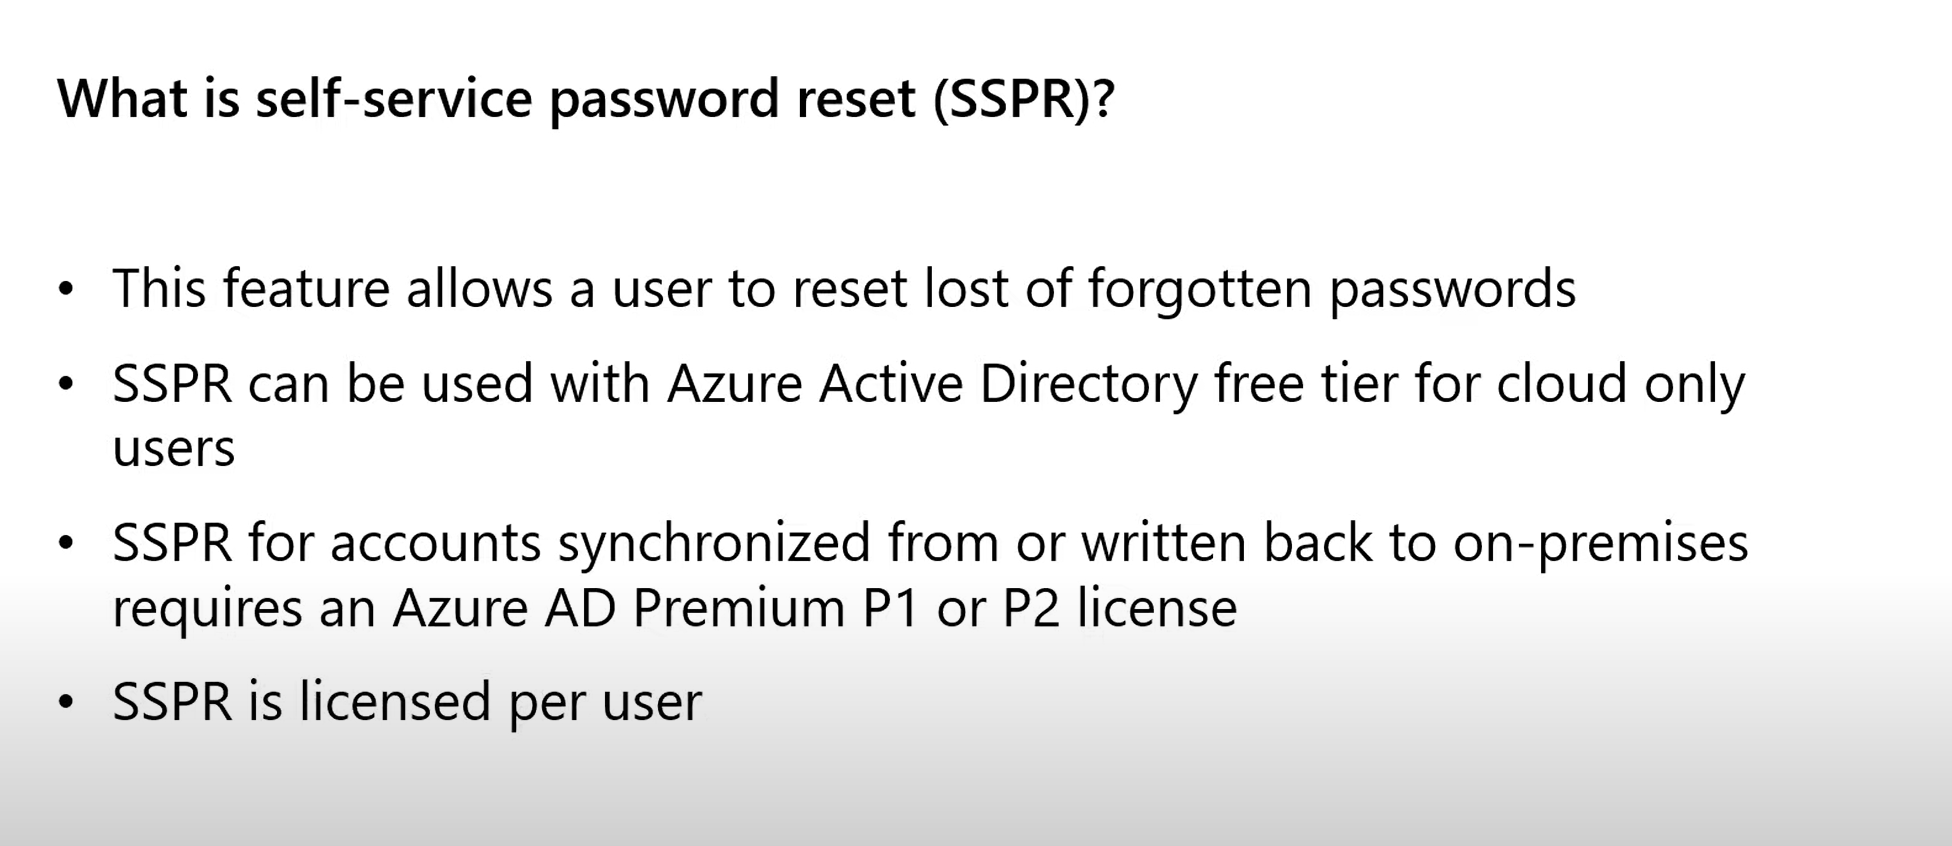 What is self-service password reset (SSPR)?
• This feature allows a user to reset lost of forgotten passwords
• SSPR can be used with Azure Active Directory free tier for cloud only
users
• SSPR for accounts synchronized from or written back to on-premises
requires an Azure AD Premium P1 or P2 license
• SSPR is licensed per user